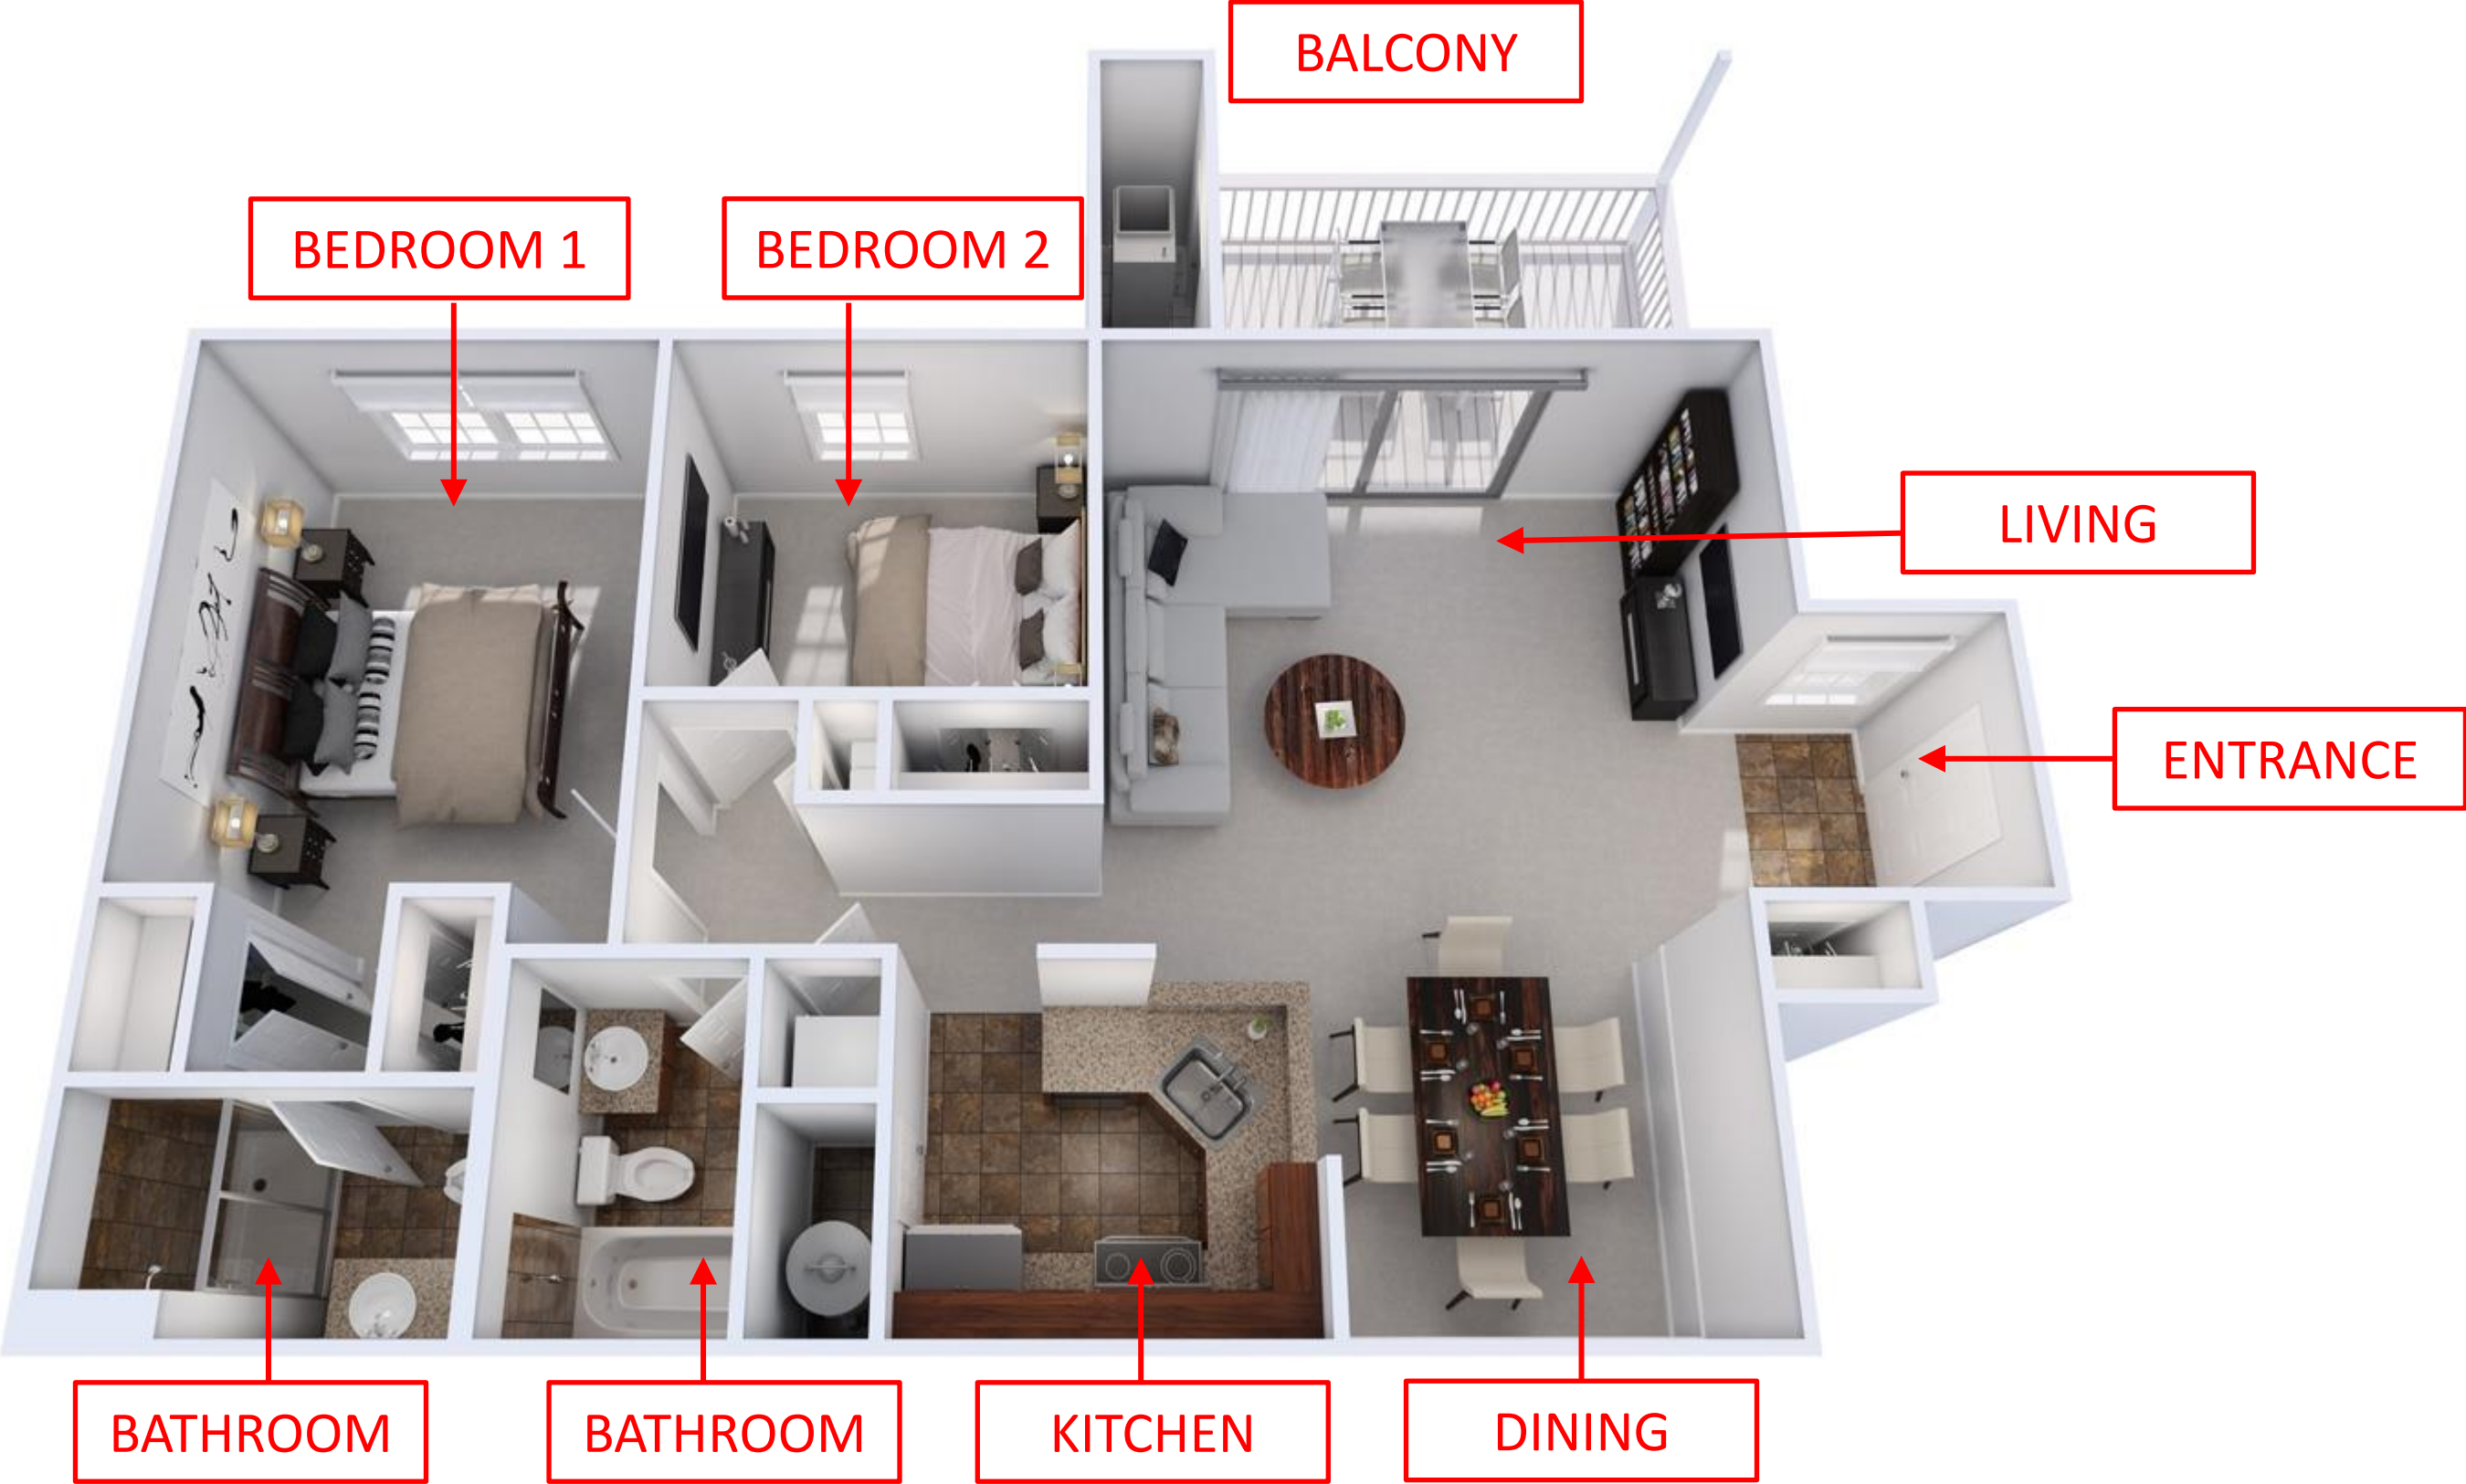 BALCONY
BEDROOM 1
BEDROOM 2
LIVING
ENTRANCE
BATHROOM
BATHROOM
KITCHEN
DINING